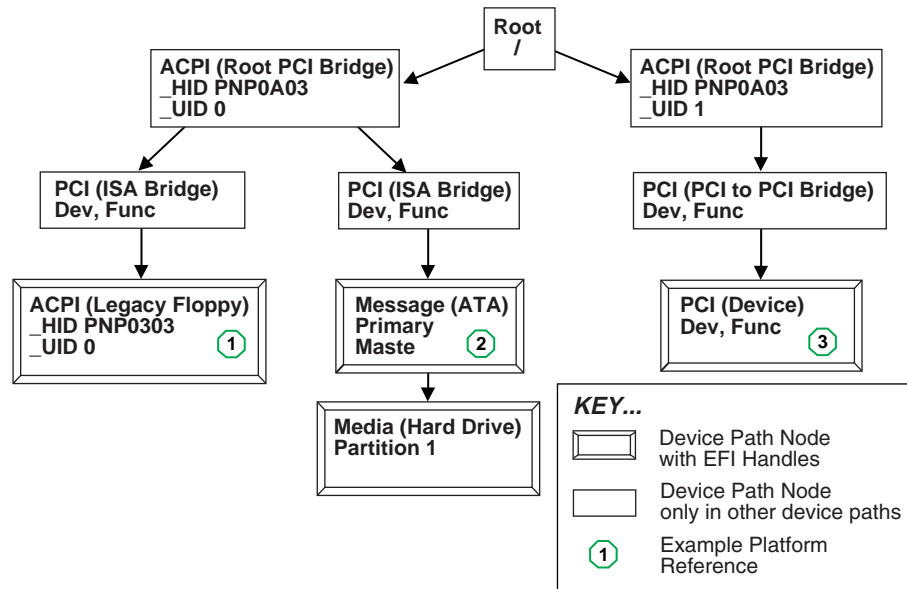 Root
/
ACPI (Root PCI Bridge)
_HID PNP0A03
_UID 0
ACPI (Root PCI Bridge)
_HID PNP0A03
_UID 1
PCI (ISA Bridge)
Dev, Func
PCI (ISA Bridge)
Dev, Func
PCI (PCI to PCI Bridge)
Dev, Func
ACPI (Legacy Floppy)
_HID PNP0303
_UID 0
1
Message (ATA)
Primary
Maste
2
PCI (Device)
Dev, Func
3
Media (Hard Drive)
Partition 1
KEY...
Device Path Node
with EFI Handles
Device Path Node
only in other device paths
1
Example Platform
Reference